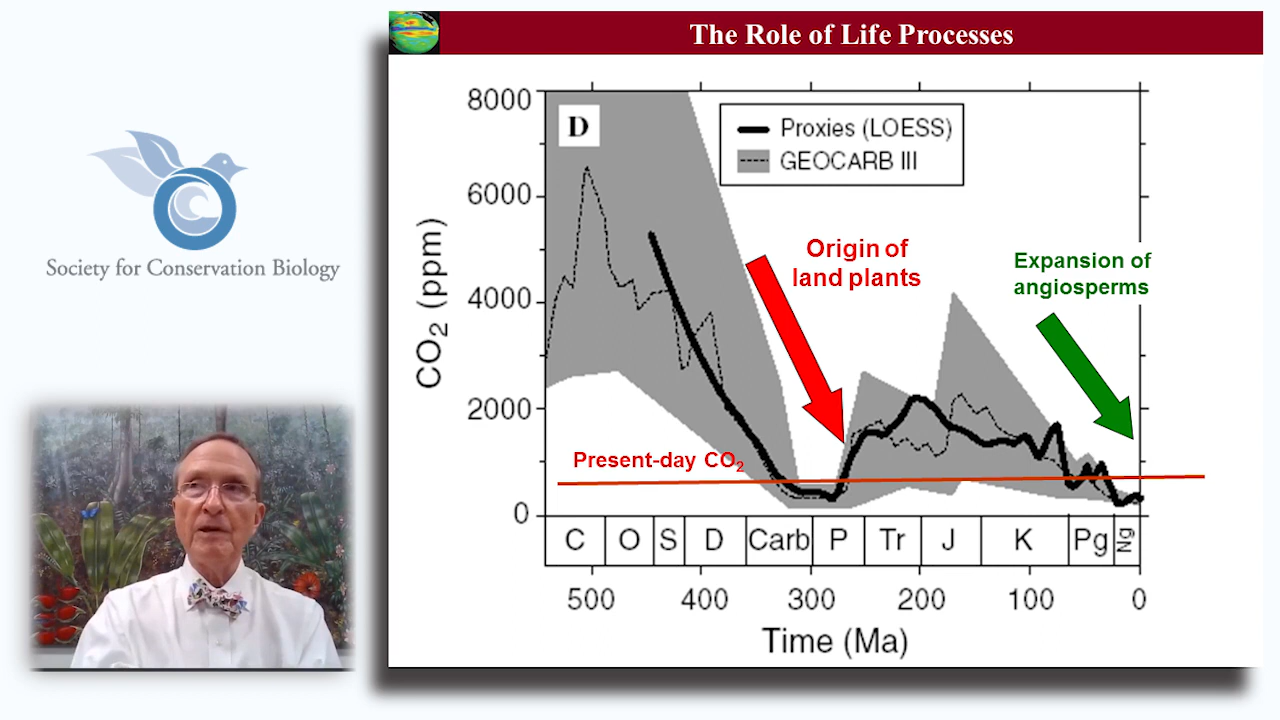 The Role of Life Processes
Society for Conservation Biology
D
Proxies (LOESS)
GEOCARB III
Origin of
land plants
Expansion of
angiosperms
Present-day CO₂
CO₂ (ppm)
8000
6000
4000
2000
0
C O S D Carb P Tr J K Pg Ng
500 400 300 200 100 0
Time (Ma)